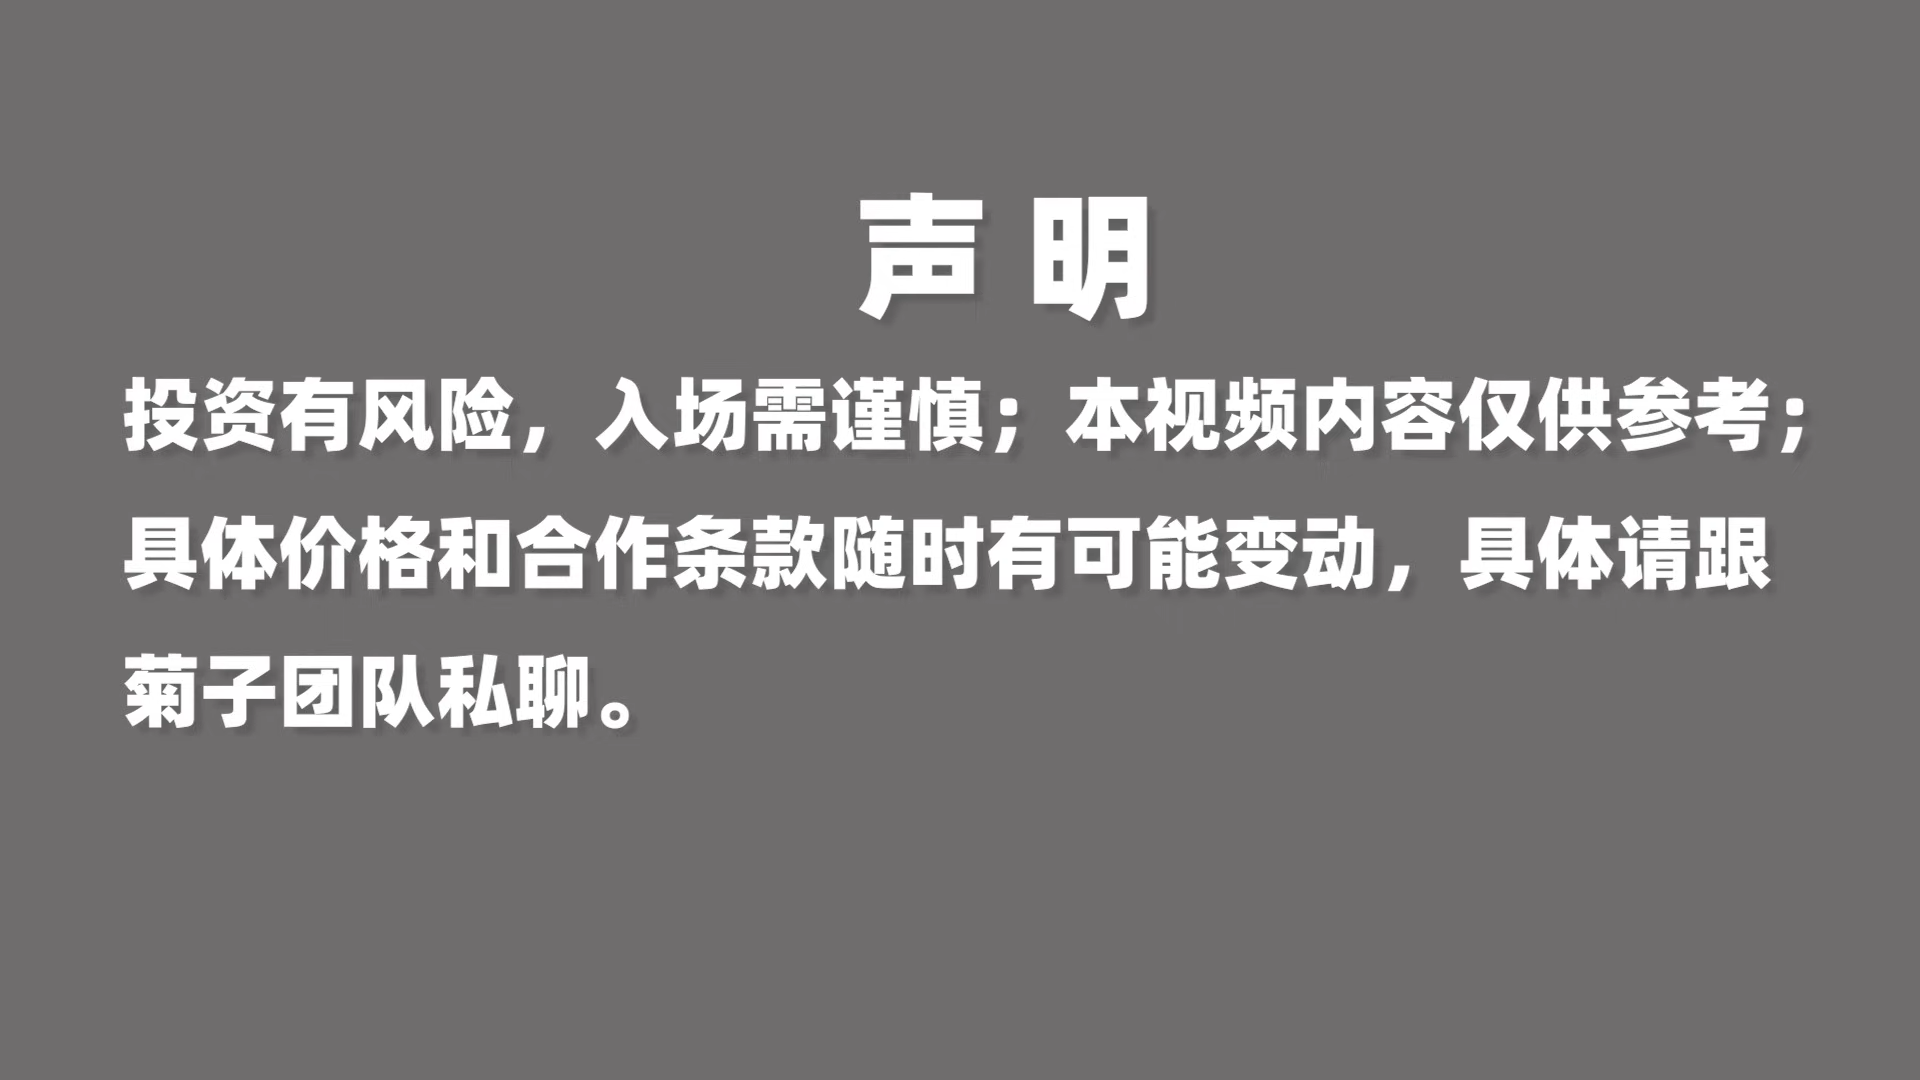 声明
投资有风险，入场需谨慎；本视频内容仅供参考；
具体价格和合作条款随时有可能变动，具体请跟
菊子团队私聊。